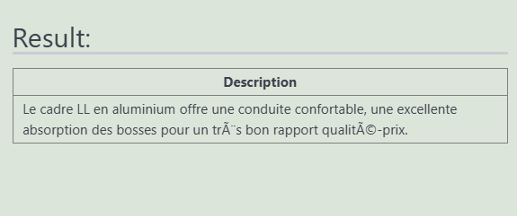 Result:
Description
Le cadre LL en aluminium offre une conduite confortable, une excellente
absorption des bosses pour un trÃ¨s bon rapport qualitÃ©-prix.